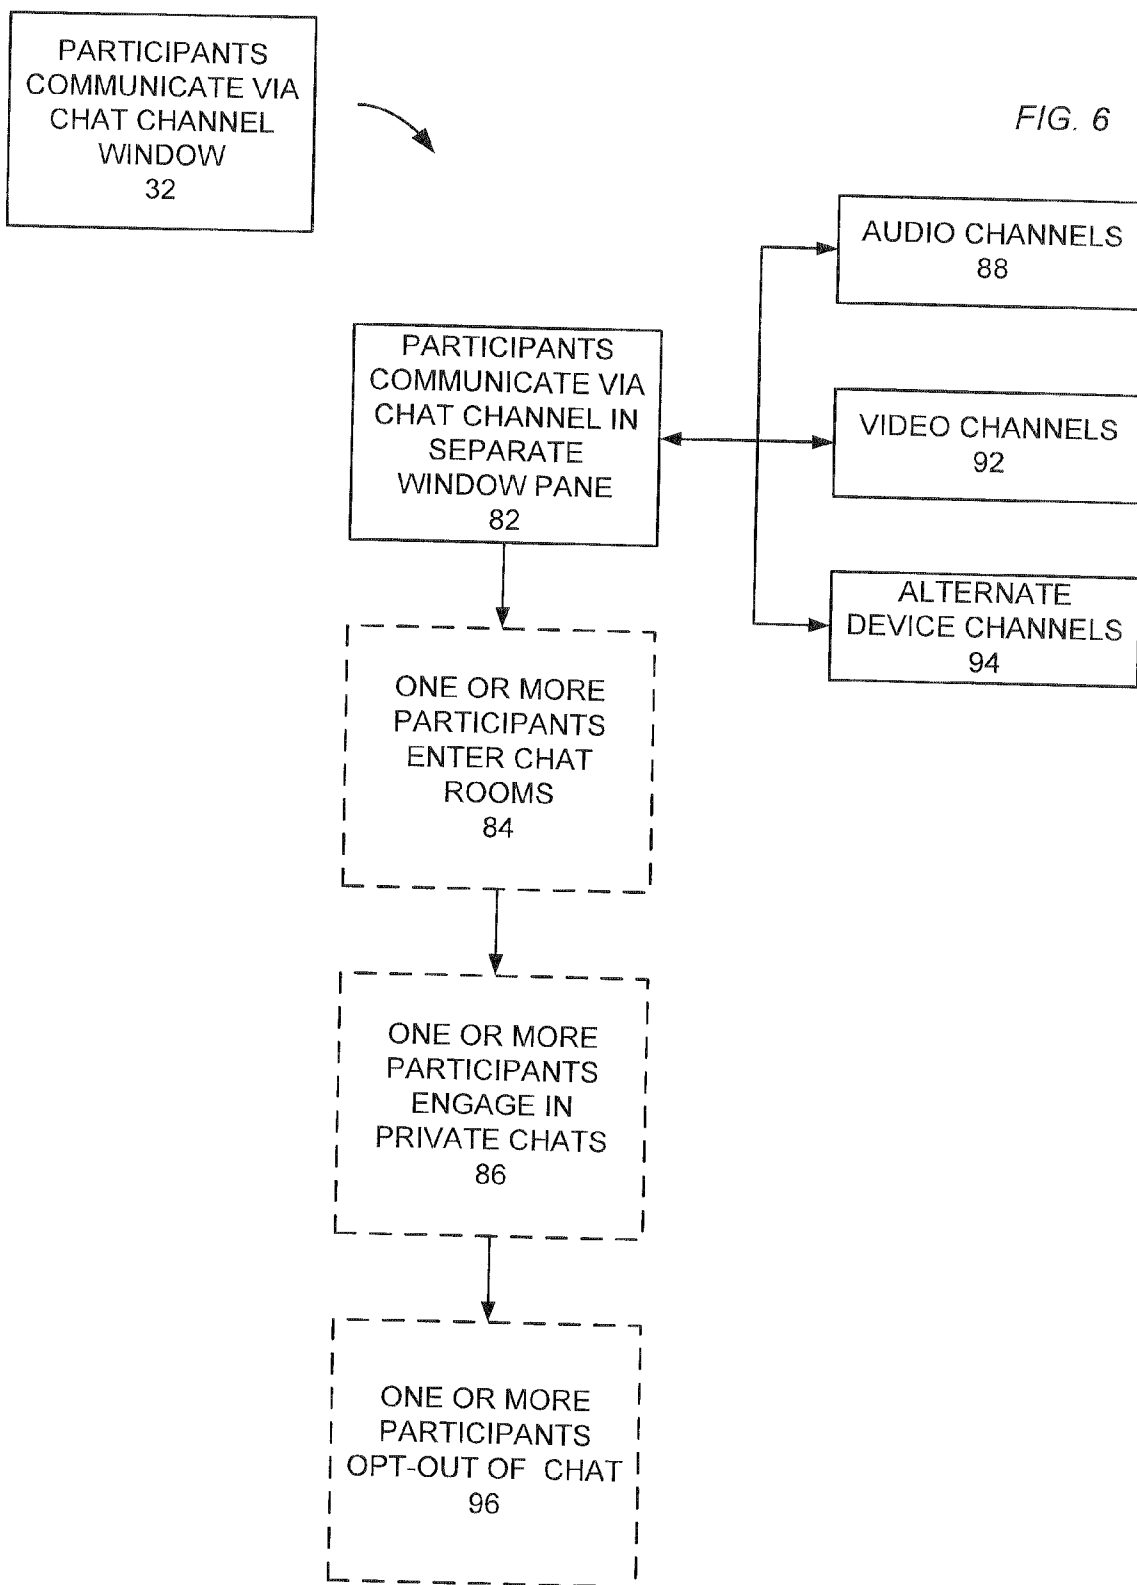 PARTICIPANTS
COMMUNICATE VIA
CHAT CHANNEL
WINDOW
32
FIG. 6
AUDIO CHANNELS
88
PARTICIPANTS
COMMUNICATE VIA
CHAT CHANNEL IN
SEPARATE
WINDOW PANE
82
VIDEO CHANNELS
92
ALTERNATE
DEVICE CHANNELS
94
ONE OR MORE
PARTICIPANTS
ENTER CHAT
ROOMS
84
ONE OR MORE
PARTICIPANTS
ENGAGE IN
PRIVATE CHATS
86
ONE OR MORE
PARTICIPANTS
OPT-OUT OF CHAT
96